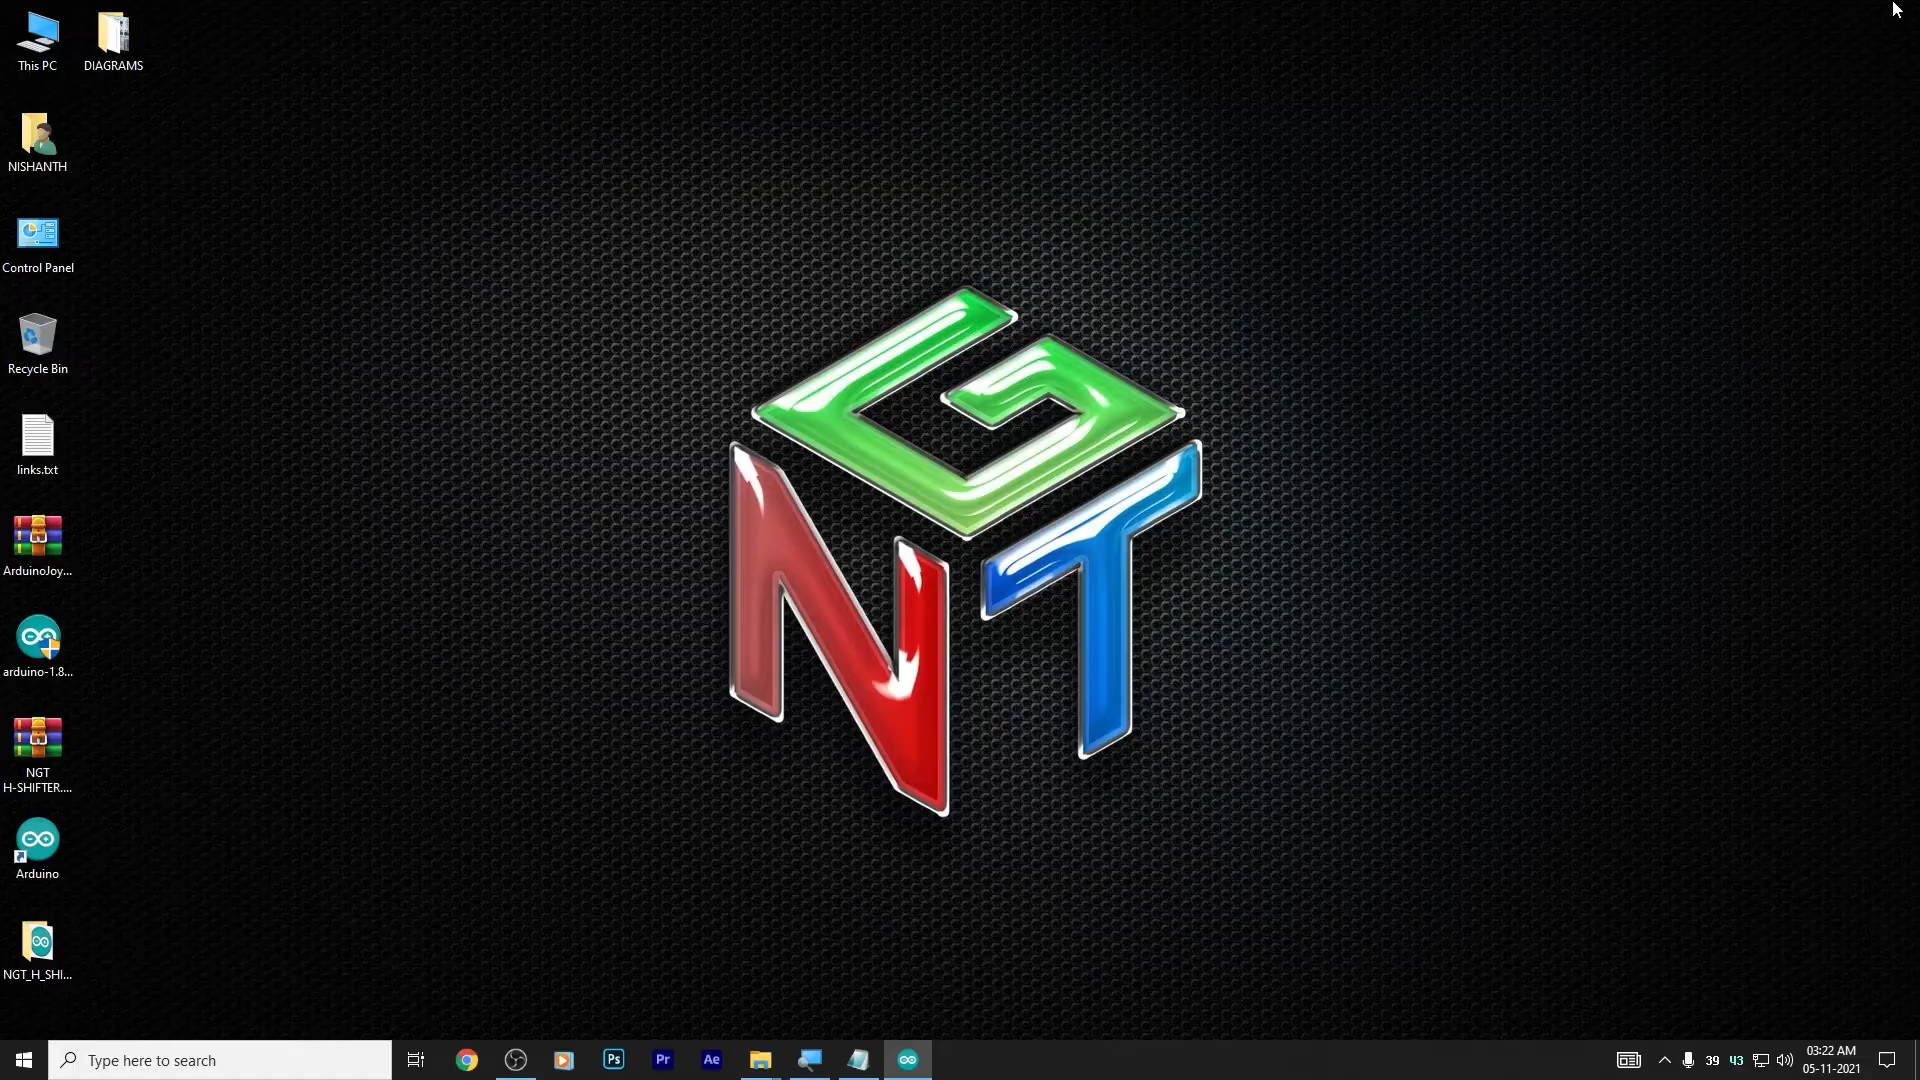 This PC
DIAGRAMS
NISHANTH
Control Panel
Recycle Bin
links.txt
ArduinoJoy...
arduino-1.8...
NGT
H-SHIFTER....
Arduino
NGT_H_SHI...
G
N T
Type here to search
Ps
Pr
Ae
39
43
03:22 AM
05-11-2021